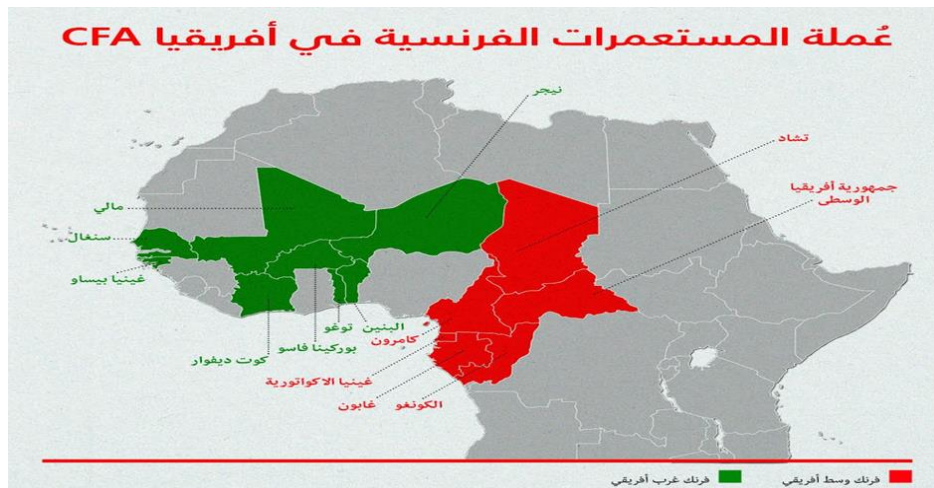 عُملة المستعمرات الفرنسية في أفريقيا CFA
نيجر
تشاد
جمهورية أفريقيا
الوسطى
مالي
سنغال
غينيا بيساو
البنين
توغو
كامرون
بوركينا فاسو
كوت ديفوار
غينيا الاكواتورية
الكونغو
غابون
فرنك وسط أفريقي
فرنك غرب أفريقي